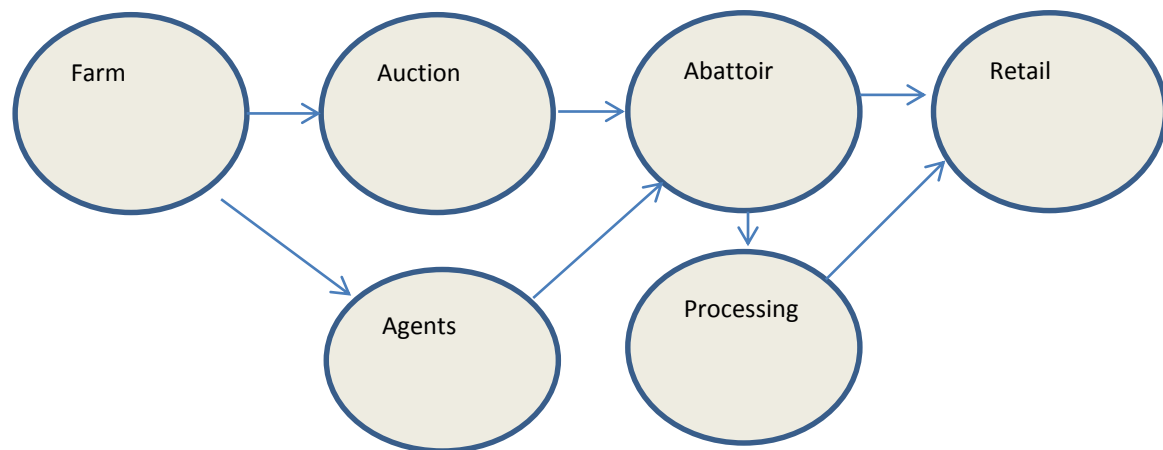 Farm
Auction
Abattoir
Retail
Agents
Processing